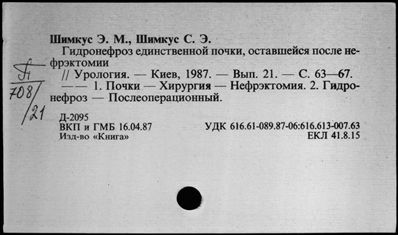 Шимкус Э. М., Шимкус С. Э.
Гидронефроз единственной почки, оставшейся после не-
фрэктомии
// Урология. — Киев, 1987. — Вып. 21. — С. 63—67.
— — 1. Почки — Хирургия — Нефрэктомия. 2. Гидро-
нефроз — Послеоперационный.
708/
21
Д-2095
ВКП и ГМБ 16.04.87 УДК 616.61-089.87-06:616.613-007.63
Изд-во «Книга» ЕКЛ 41.8.15